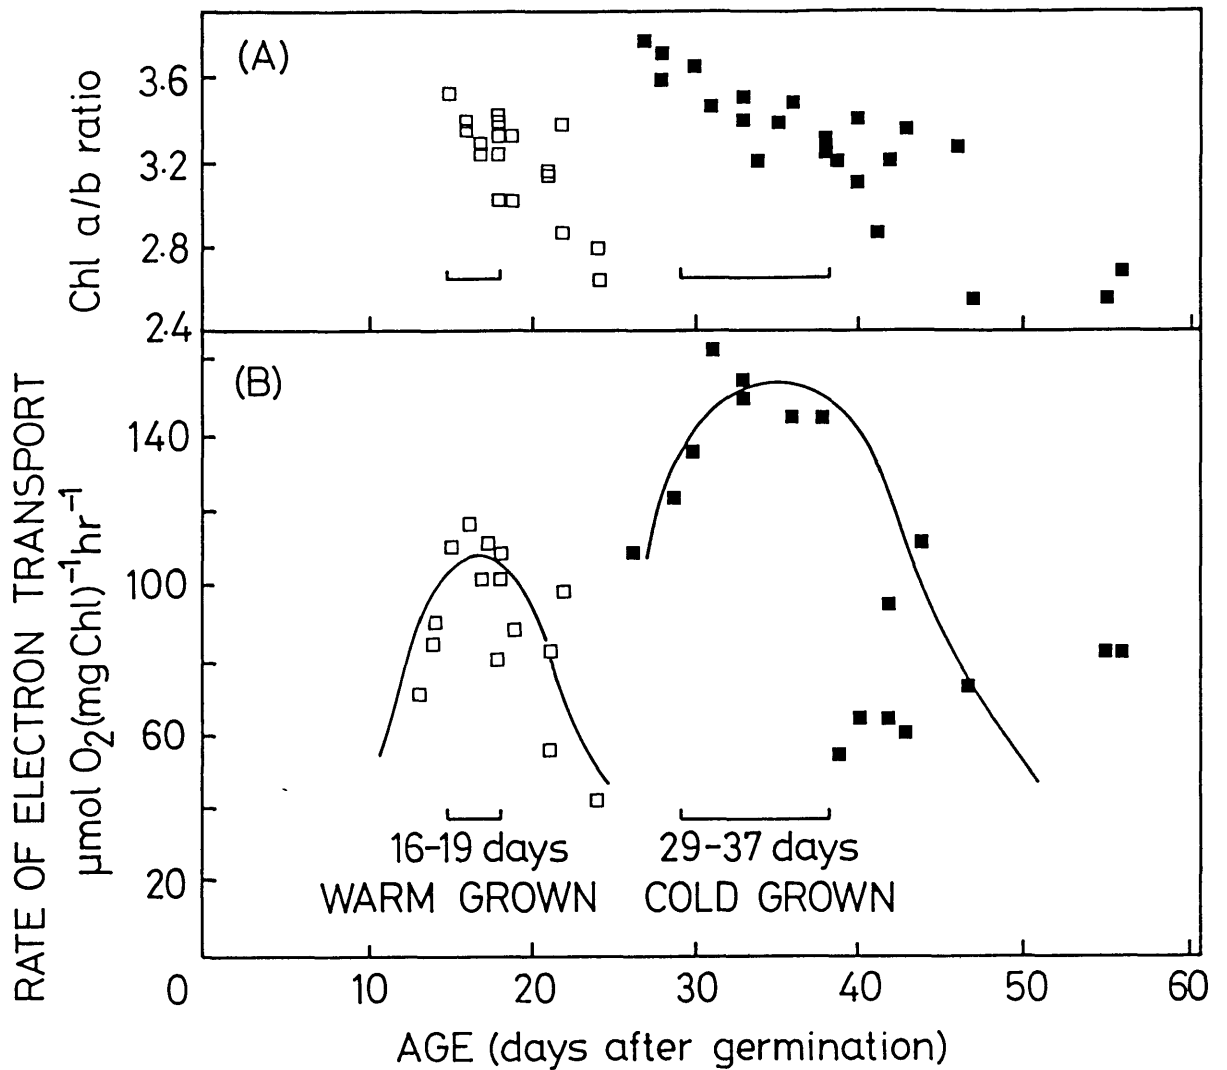 (A)
Chl a/b ratio
3·6
3·2
2·8
2·4
(B)
RATE OF ELECTRON TRANSPORT
μmol O₂(mg Chl)⁻¹hr⁻¹
140
100
60
20
16-19 days
WARM GROWN
29-37 days
COLD GROWN
0 10 20 30 40 50 60
AGE (days after germination)